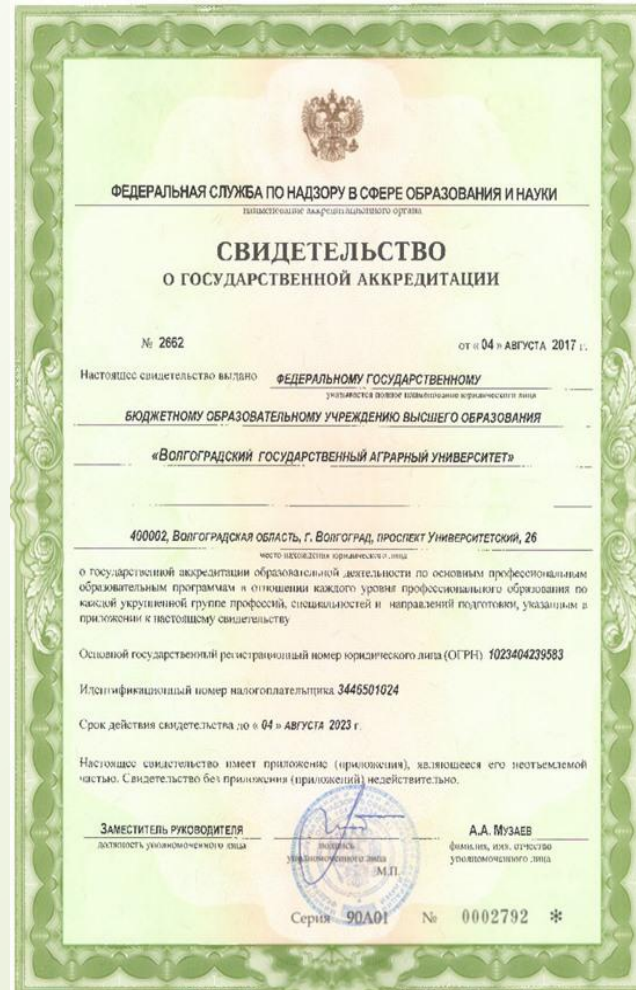 ФЕДЕРАЛЬНАЯ СЛУЖБА ПО НАДЗОРУ В СФЕРЕ ОБРАЗОВАНИЯ И НАУКИ
наименование аккредитационного органа
СВИДЕТЕЛЬСТВО
О ГОСУДАРСТВЕННОЙ АККРЕДИТАЦИИ
№ 2662 от « 04 » АВГУСТА 2017 г.
Настоящее свидетельство выдано ФЕДЕРАЛЬНОМУ ГОСУДАРСТВЕННОМУ
указывается полное наименование юридического лица
БЮДЖЕТНОМУ ОБРАЗОВАТЕЛЬНОМУ УЧРЕЖДЕНИЮ ВЫСШЕГО ОБРАЗОВАНИЯ
«ВОЛГОГРАДСКИЙ ГОСУДАРСТВЕННЫЙ АГРАРНЫЙ УНИВЕРСИТЕТ»
400002, ВОЛГОГРАДСКАЯ ОБЛАСТЬ, Г. ВОЛГОГРАД, ПРОСПЕКТ УНИВЕРСИТЕТСКИЙ, 26
место нахождения юридического лица
о государственной аккредитации образовательной деятельности по основным профессиональным
образовательным программам в отношении каждого уровня профессионального образования по
каждой укрупненной группе профессий, специальностей и направлений подготовки, указанным в
приложении к настоящему свидетельству
Основной государственный регистрационный номер юридического лица (ОГРН) 1023404239583
Идентификационный номер налогоплательщика 3446501024
Срок действия свидетельства до « 04 » АВГУСТА 2023 г.
Настоящее свидетельство имеет приложение (приложения), являющееся его неотъемлемой
частью. Свидетельство без приложения (приложений) недействительно.
ЗАМЕСТИТЕЛЬ РУКОВОДИТЕЛЯ А.А. МУЗАЕВ
должность уполномоченного лица подпись фамилия, имя, отчество
уполномоченного лица уполномоченного лица
М.П.
Серия 90А01 № 0002792 *